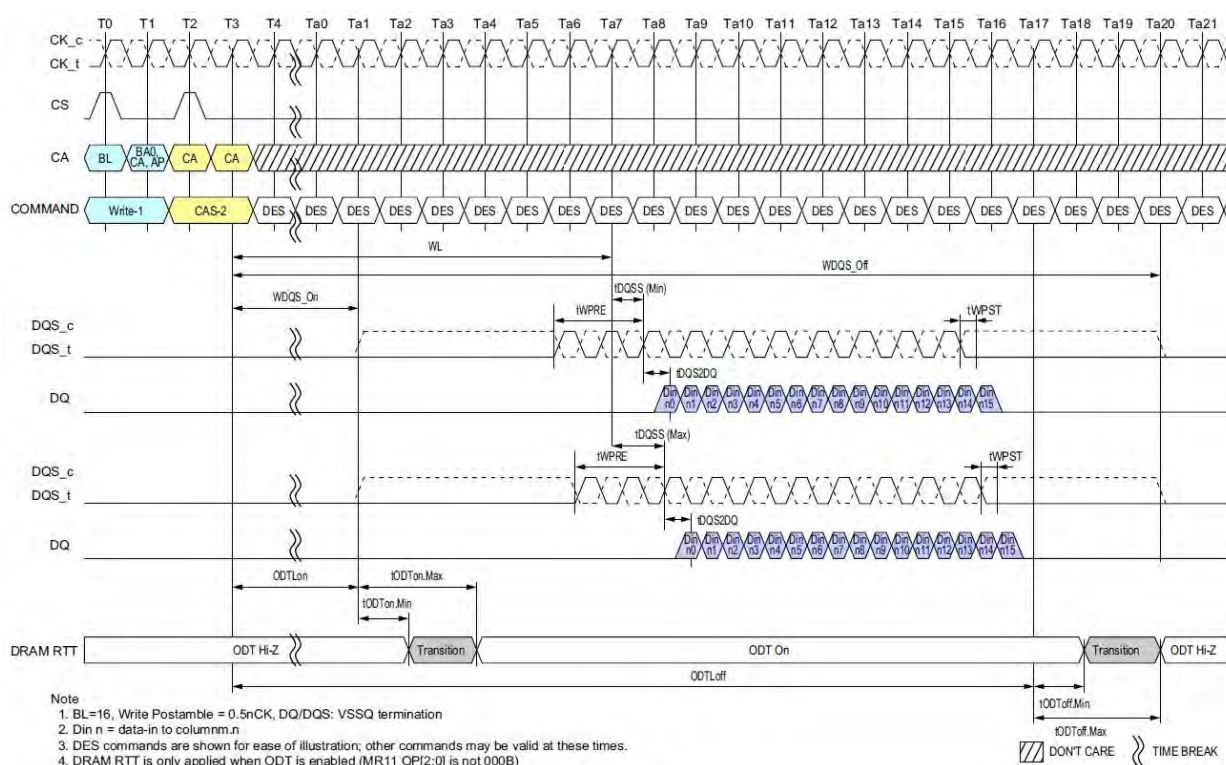 T0 T1 T2 T3 T4 Ta0 Ta1 Ta2 Ta3 Ta4 Ta5 Ta6 Ta7 Ta8 Ta9 Ta10 Ta11 Ta12 Ta13 Ta14 Ta15 Ta16 Ta17 Ta18 Ta19 Ta20 Ta21
CK_c
CK_t
CS
CA BL BA0, CA, AP CA CA
COMMAND Write-1 CAS-2 DES DES DES DES DES DES DES DES DES DES DES DES DES DES DES DES DES DES DES DES DES DES DES
WL
WDQS_Off
WDQS_On
tDQSS (Min)
tWPRE
tWPST
DQS_c
DQS_t
tDQS2DQ
DQ Din n0 Din n1 Din n2 Din n3 Din n4 Din n5 Din n6 Din n7 Din n8 Din n9 Din n10 Din n11 Din n12 Din n13 Din n14 Din n15
tDQSS (Max)
tWPRE
tWPST
DQS_c
DQS_t
tDQS2DQ
DQ Din n0 Din n1 Din n2 Din n3 Din n4 Din n5 Din n6 Din n7 Din n8 Din n9 Din n10 Din n11 Din n12 Din n13 Din n14 Din n15
ODTLon tODTon.Max
tODTon.Min
DRAM RTT ODT Hi-Z Transition ODT On Transition ODT Hi-Z
ODTLoff
tODToff.Min
tODToff.Max
Note
1. BL=16, Write Postamble = 0.5nCK, DQ/DQS: VSSQ termination
2. Din n = data-in to columnm.n
3. DES commands are shown for ease of illustration; other commands may be valid at these times.
4. DRAM RTT is only applied when ODT is enabled (MR11 OP[2:0] is not 000B)
DON'T CARE TIME BREAK